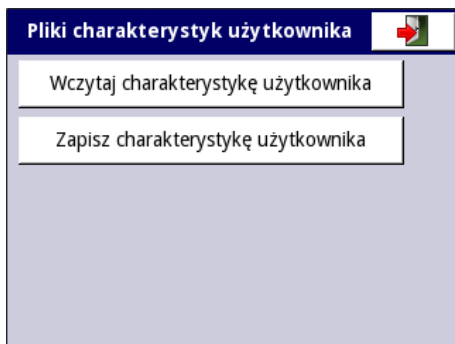 Pliki charakterystyk użytkownika
Wczytaj charakterystykę użytkownika
Zapisz charakterystykę użytkownika